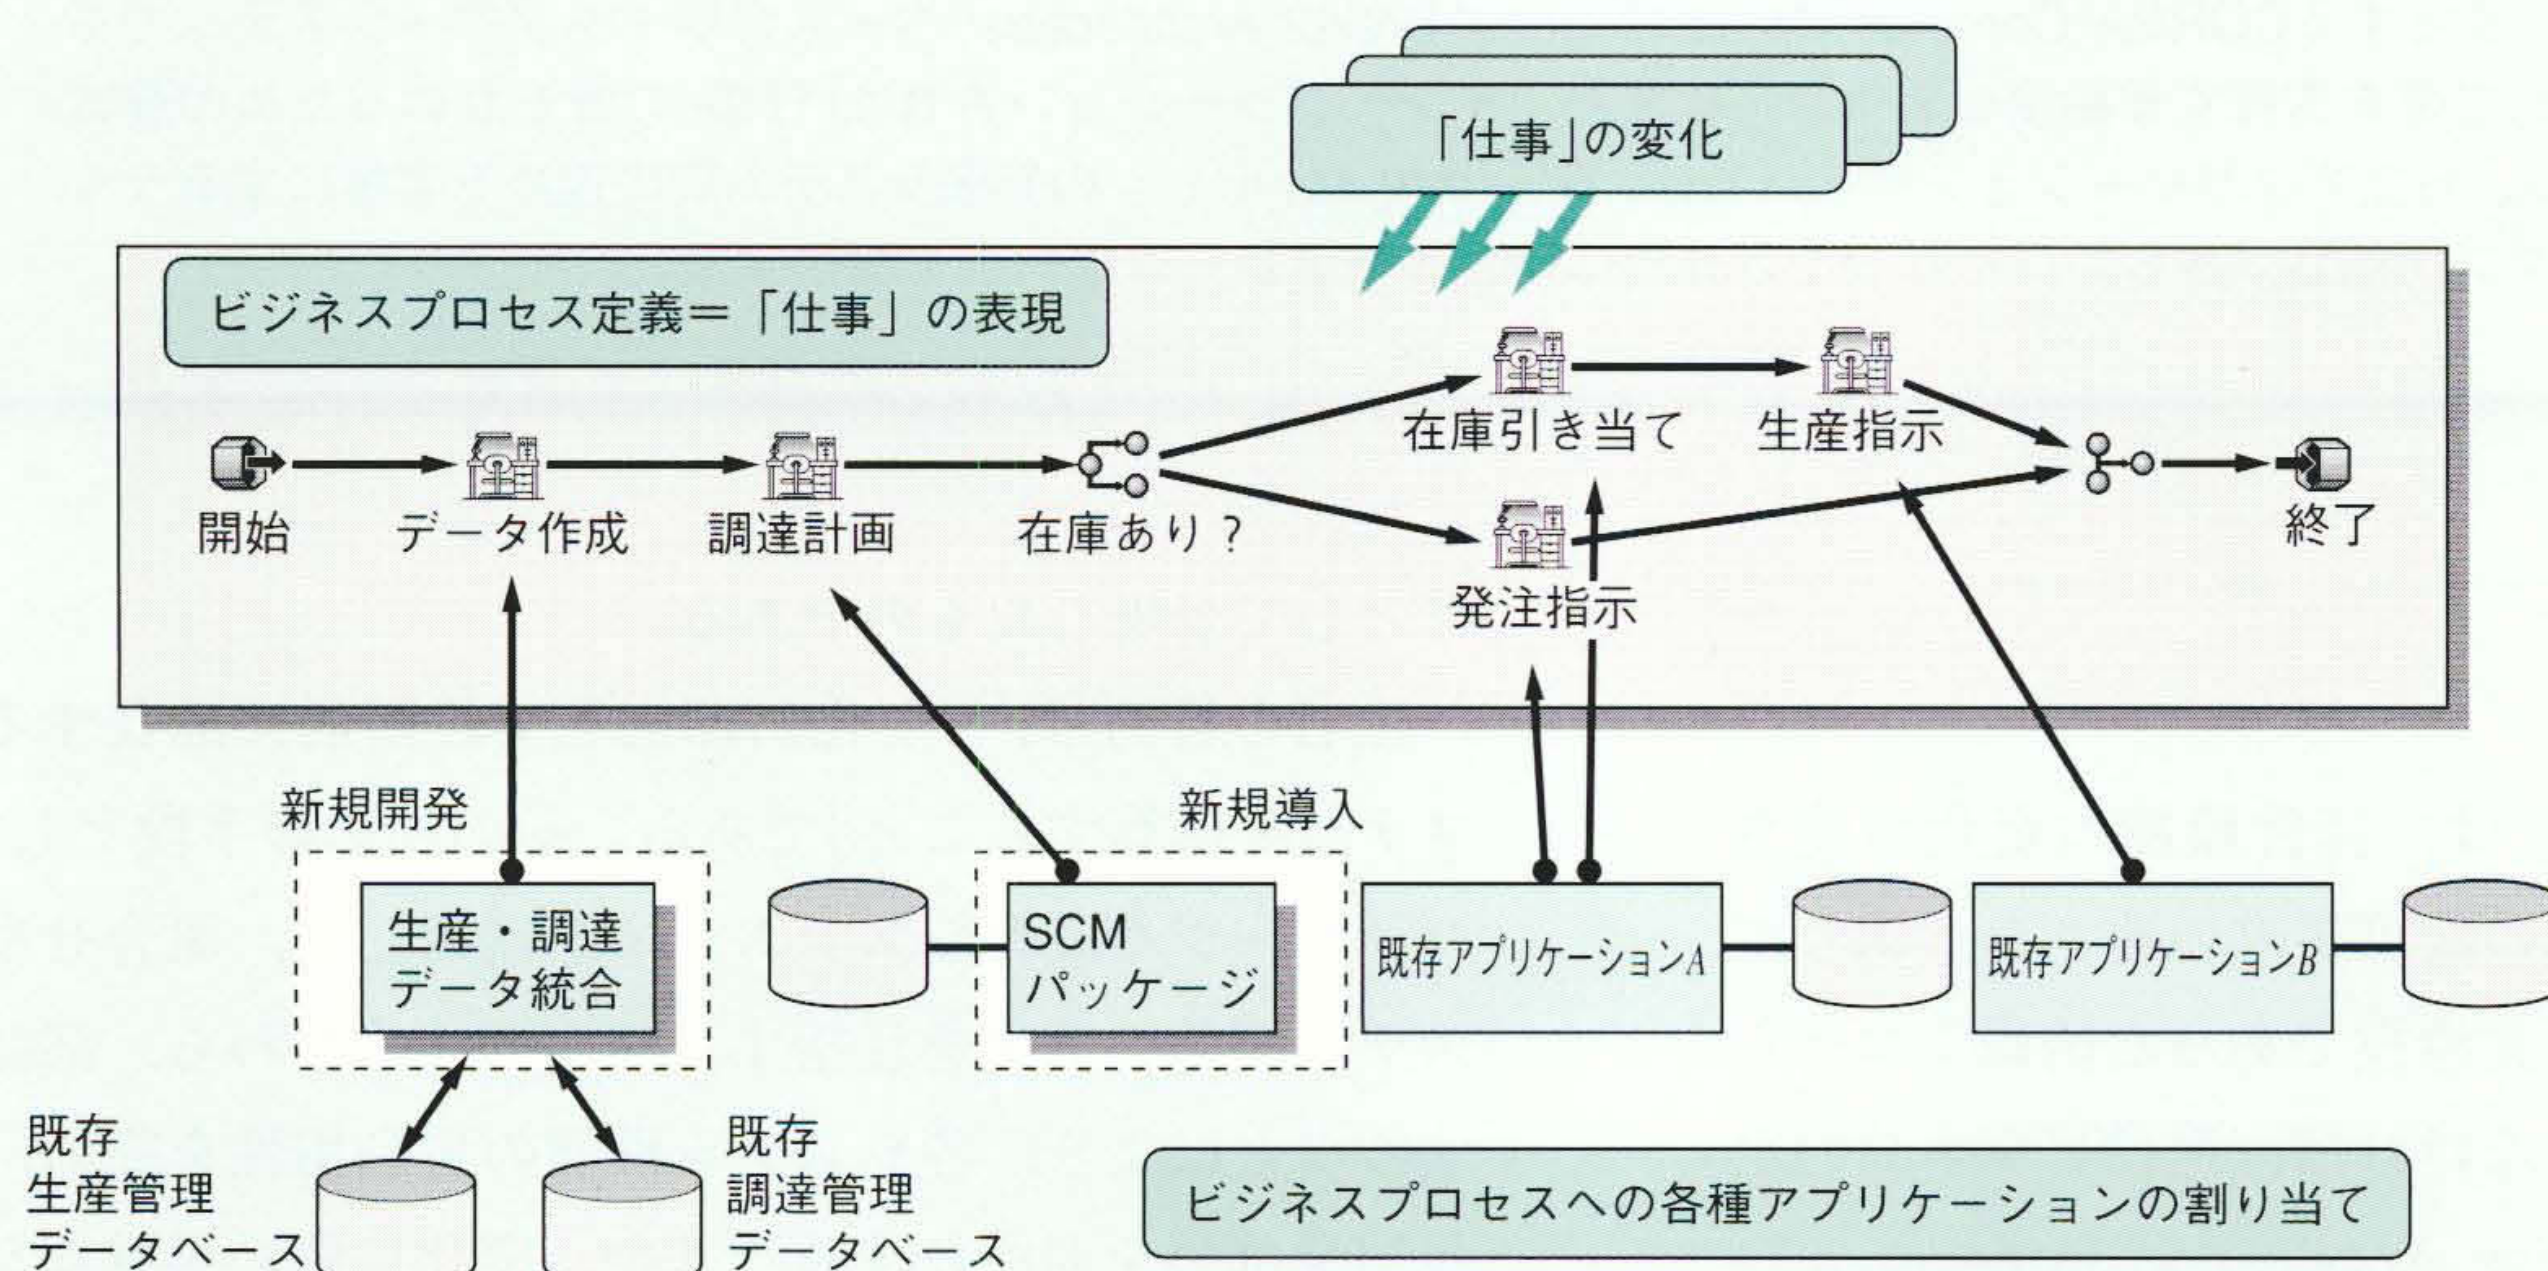 「仕事」の変化
ビジネスプロセス定義＝「仕事」の表現
在庫引き当て
生産指示
開始
データ作成
調達計画
在庫あり？
終了
発注指示
新規開発
新規導入
生産・調達
データ統合
SCM
パッケージ
既存アプリケーションA
既存アプリケーションB
既存
生産管理
データベース
既存
調達管理
データベース
ビジネスプロセスへの各種アプリケーションの割り当て